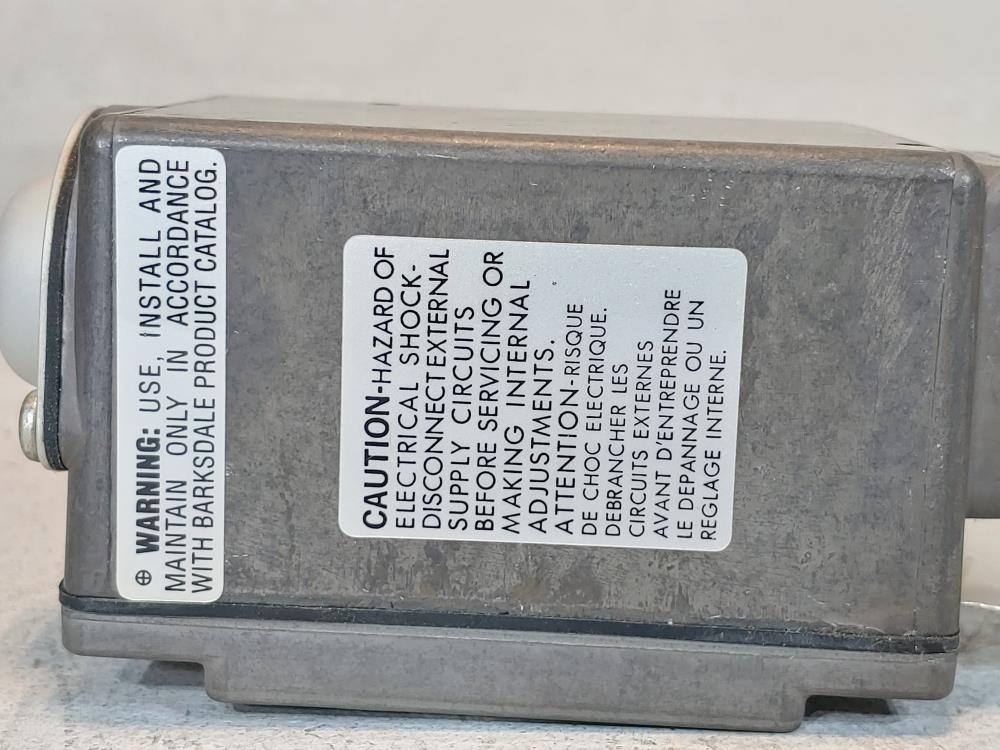 ⊕ WARNING: USE, INSTALL AND
MAINTAIN ONLY IN ACCORDANCE
WITH BARKSDALE PRODUCT CATALOG.
CAUTION-HAZARD OF
ELECTRICAL SHOCK-
DISCONNECT EXTERNAL
SUPPLY CIRCUITS
BEFORE SERVICING OR
MAKING INTERNAL
ADJUSTMENTS.
ATTENTION-RISQUE
DE CHOC ELECTRIQUE.
DEBRANCHER LES
CIRCUITS EXTERNES
AVANT D'ENTREPRENDRE
LE DEPANNAGE OU UN
REGLAGE INTERNE.